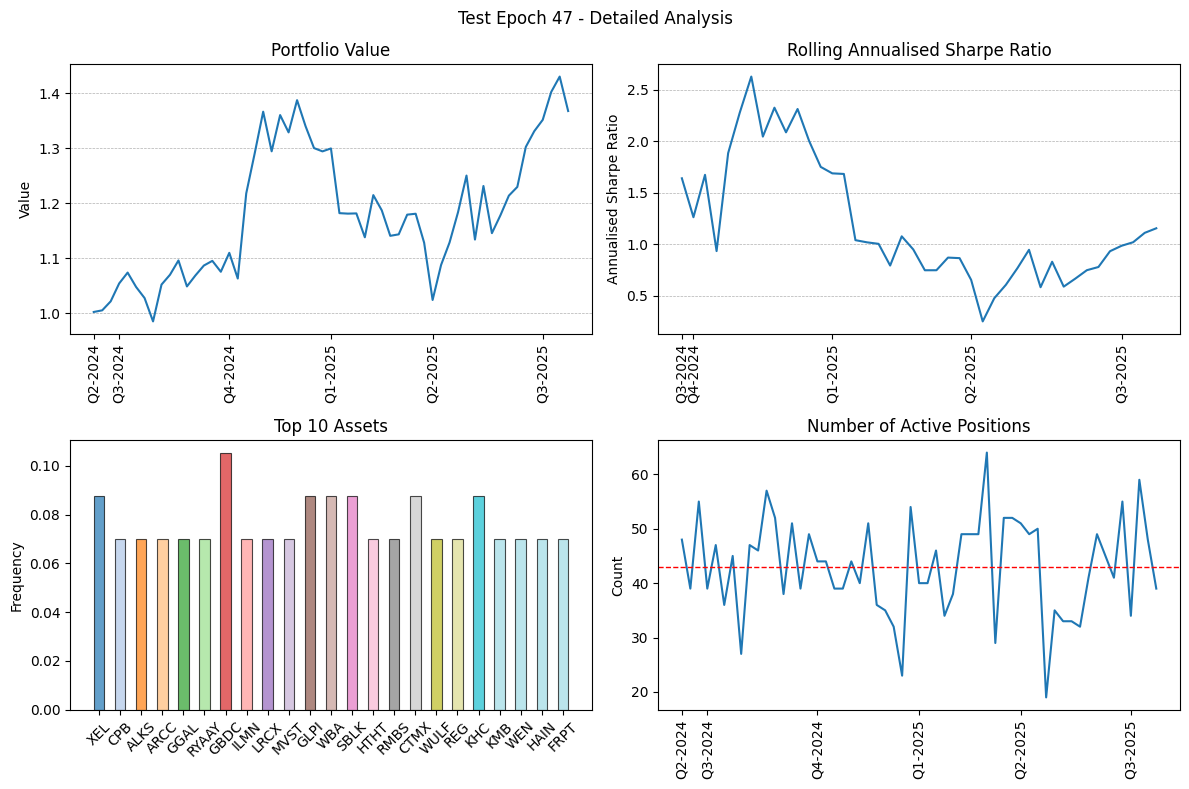 Test Epoch 47 - Detailed Analysis
Portfolio Value
Value
1.4
1.3
1.2
1.1
1.0
Q2-2024
Q3-2024
Q4-2024
Q1-2025
Q2-2025
Q3-2025
Rolling Annualised Sharpe Ratio
Annualised Sharpe Ratio
2.5
2.0
1.5
1.0
0.5
Q3-2024
Q4-2024
Q1-2025
Q2-2025
Q3-2025
Top 10 Assets
Frequency
0.10
0.08
0.06
0.04
0.02
0.00
XEL
CPB
ALKS
ARCC
GGAL
RYAAY
GBDC
ILMN
LRCX
MVST
GLPI
WBA
SBLK
HTHT
RMBS
CTMX
WULF
REG
KHC
KMB
WEN
HAIN
FRPT
Number of Active Positions
Count
60
50
40
30
20
Q2-2024
Q3-2024
Q4-2024
Q1-2025
Q2-2025
Q3-2025